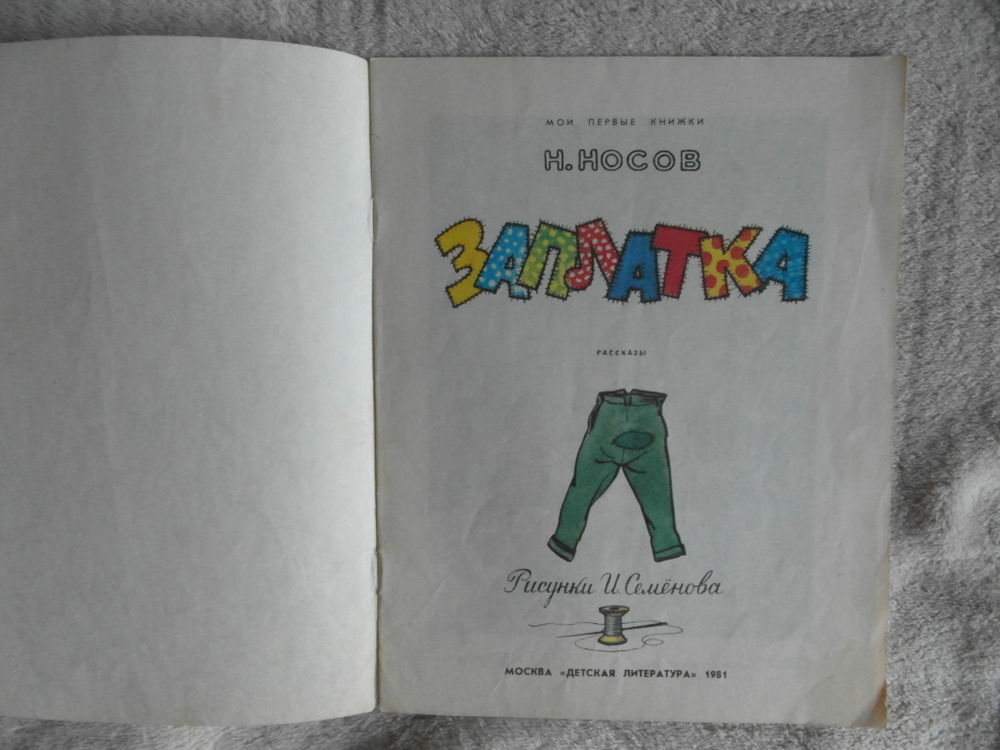 МОИ ПЕРВЫЕ КНИЖКИ
Н. НОСОВ
ЗАПЛАТКА
РАССКАЗЫ
Рисунки И. Семёнова
МОСКВА «ДЕТСКАЯ ЛИТЕРАТУРА» 1981